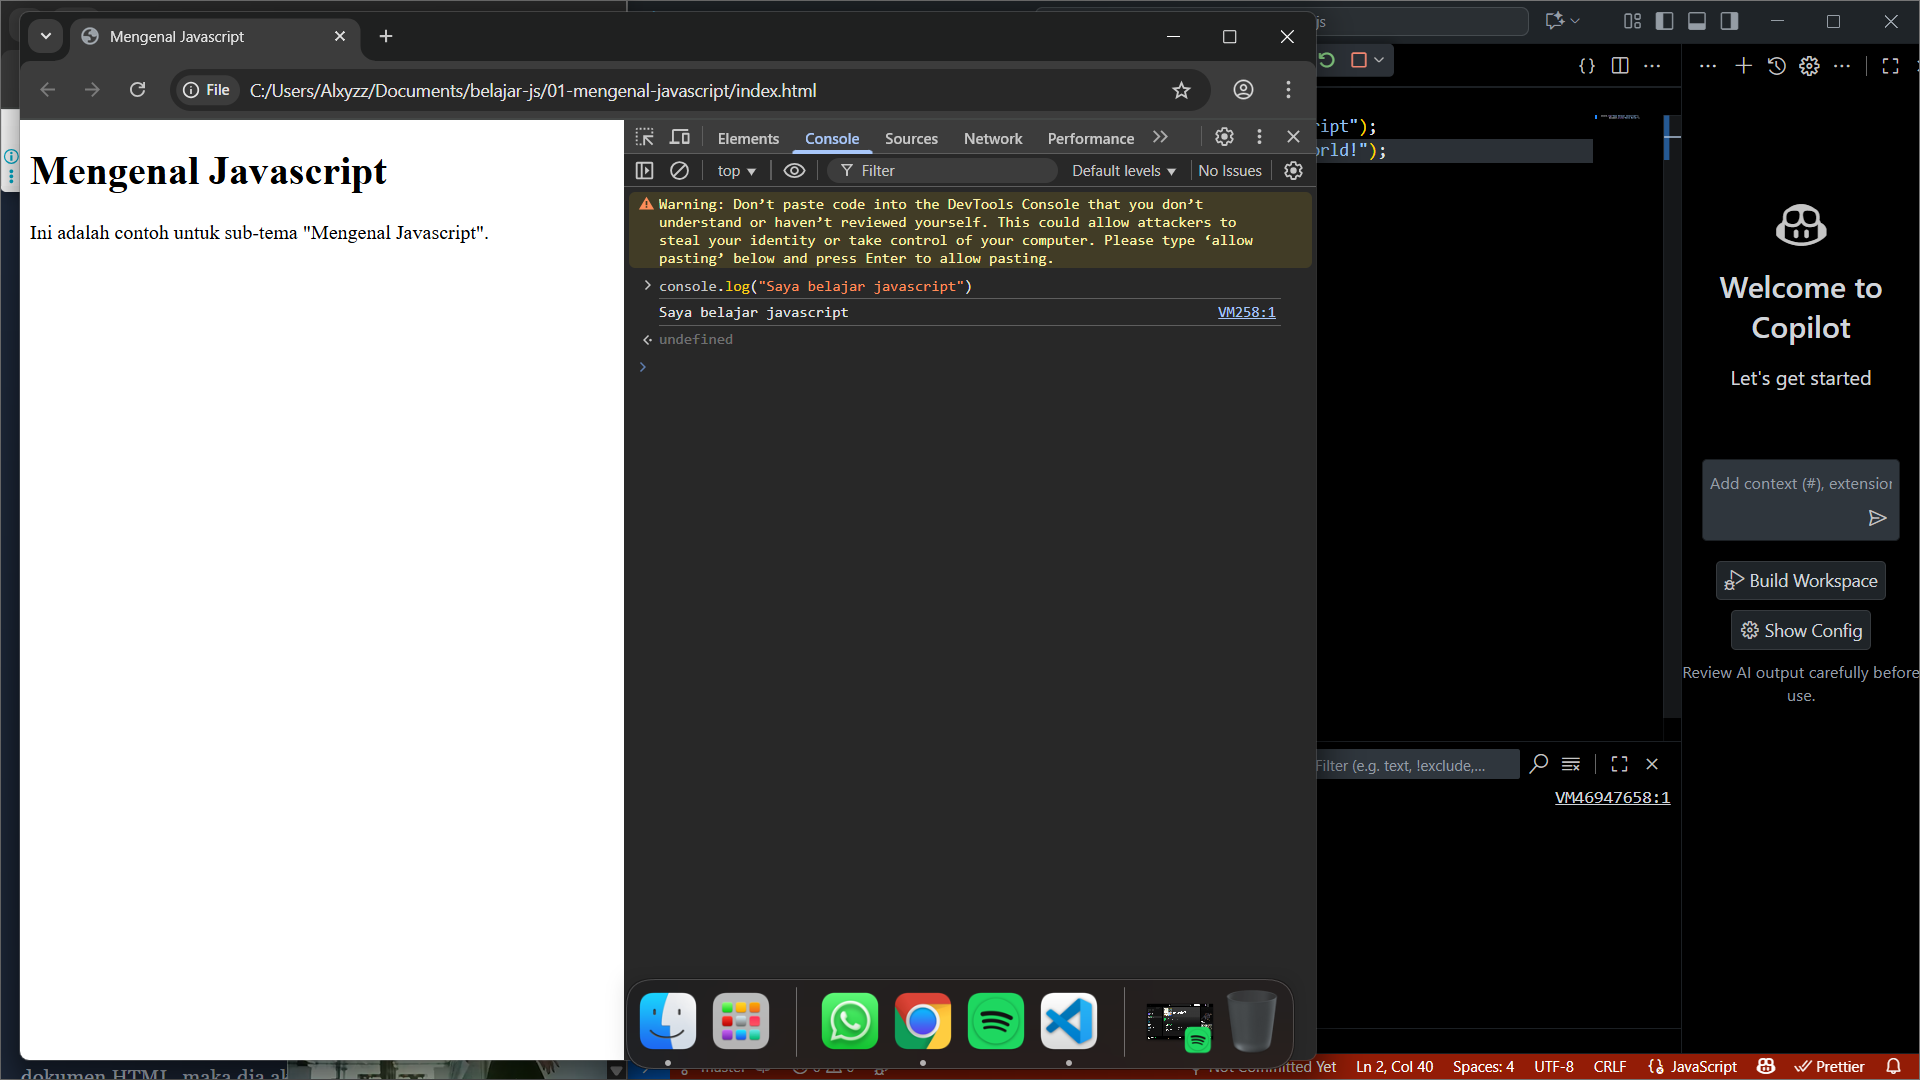 Mengenal Javascript
File
C:/Users/Alxyzz/Documents/belajar-js/01-mengenal-javascript/index.html
Mengenal Javascript
Ini adalah contoh untuk sub-tema "Mengenal Javascript".
Elements Console Sources Network Performance
top
Filter
Default levels
No Issues
Warning: Don’t paste code into the DevTools Console that you don’t
understand or haven’t reviewed yourself. This could allow attackers to
steal your identity or take control of your computer. Please type ‘allow
pasting’ below and press Enter to allow pasting.
console.log("Saya belajar javascript")
Saya belajar javascript VM258:1
undefined
js
ript");
orld!");
Welcome to
Copilot
Let's get started
Add context (#), extension
Build Workspace
Show Config
Review AI output carefully before
use.
Filter (e.g. text, !exclude,...
VM46947658:1
dokumen HTML, maka dia ak
master
Not Committed Yet Ln 2, Col 40 Spaces: 4 UTF-8 CRLF {} JavaScript Prettier